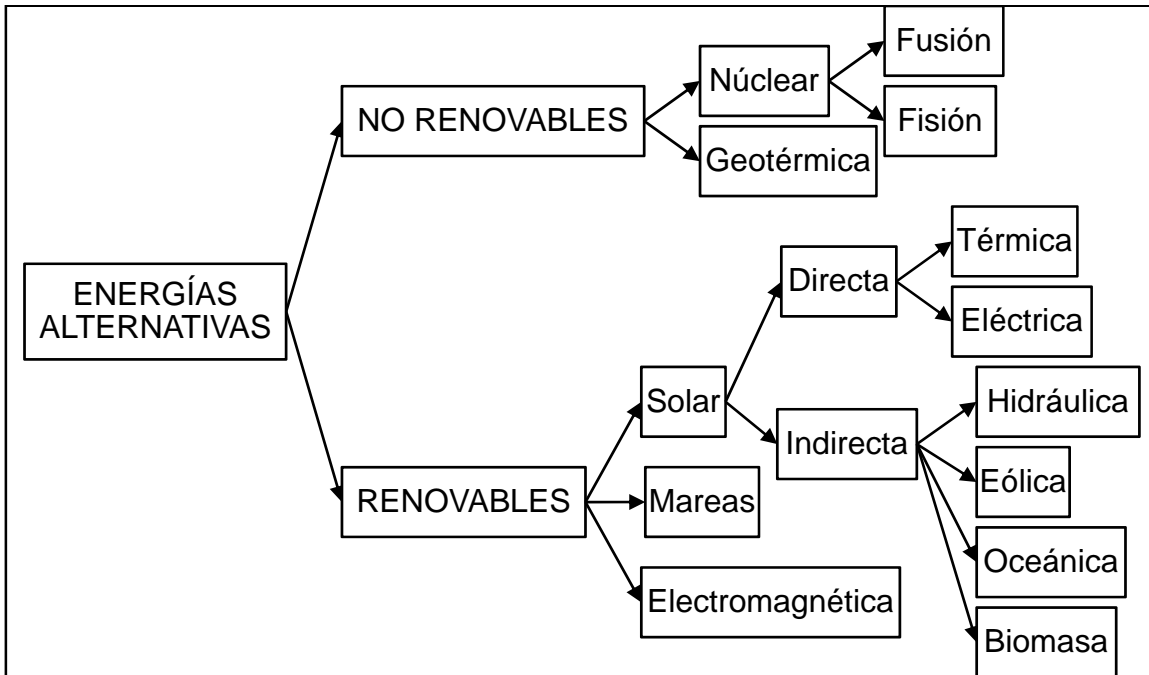 ENERGÍAS
ALTERNATIVAS
NO RENOVABLES
Núclear
Fusión
Fisión
Geotérmica
RENOVABLES
Solar
Directa
Térmica
Eléctrica
Indirecta
Hidráulica
Eólica
Oceánica
Biomasa
Mareas
Electromagnética